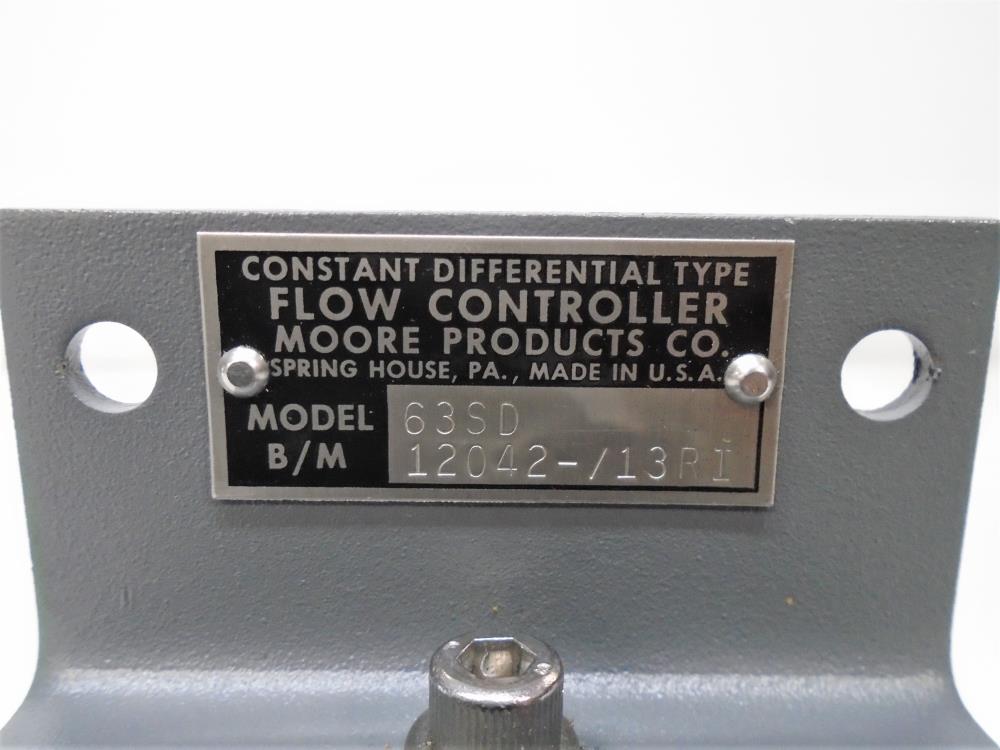 CONSTANT DIFFERENTIAL TYPE
FLOW CONTROLLER
MOORE PRODUCTS CO.
SPRING HOUSE, PA., MADE IN U.S.A.
MODEL 63SD
B/M 12042-/13RI